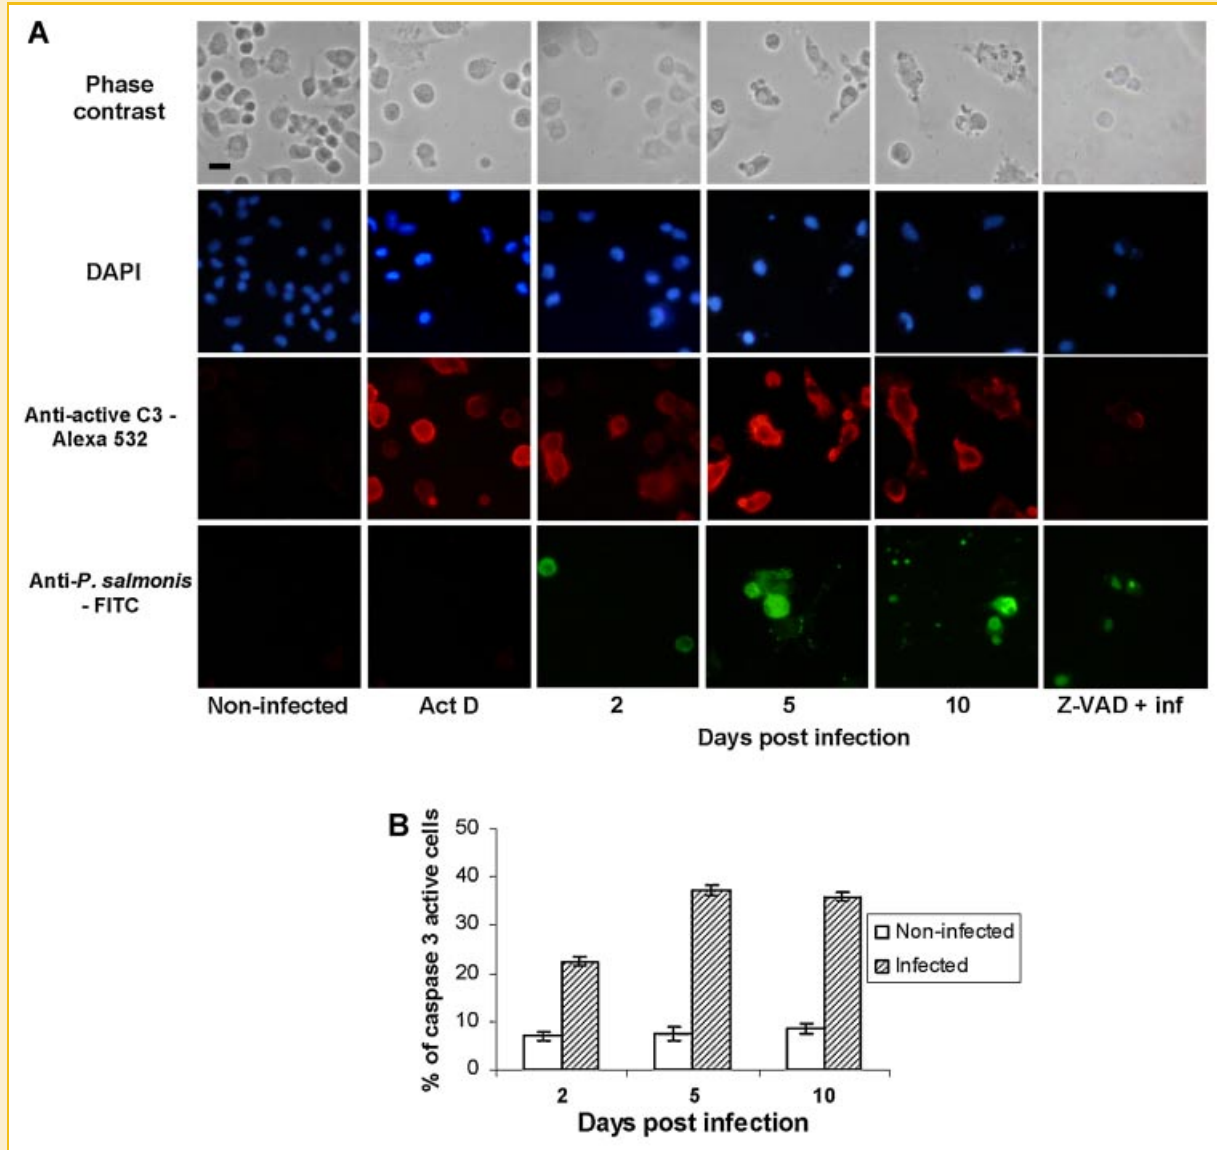 A
Phase
contrast
DAPI
Anti-active C3 -
Alexa 532
Anti-P. salmonis
- FITC
Non-infected Act D 2 5 10 Z-VAD + inf
Days post infection
B
% of caspase 3 active cells
50
40
30
20
10
0
Non-infected
Infected
2 5 10
Days post infection